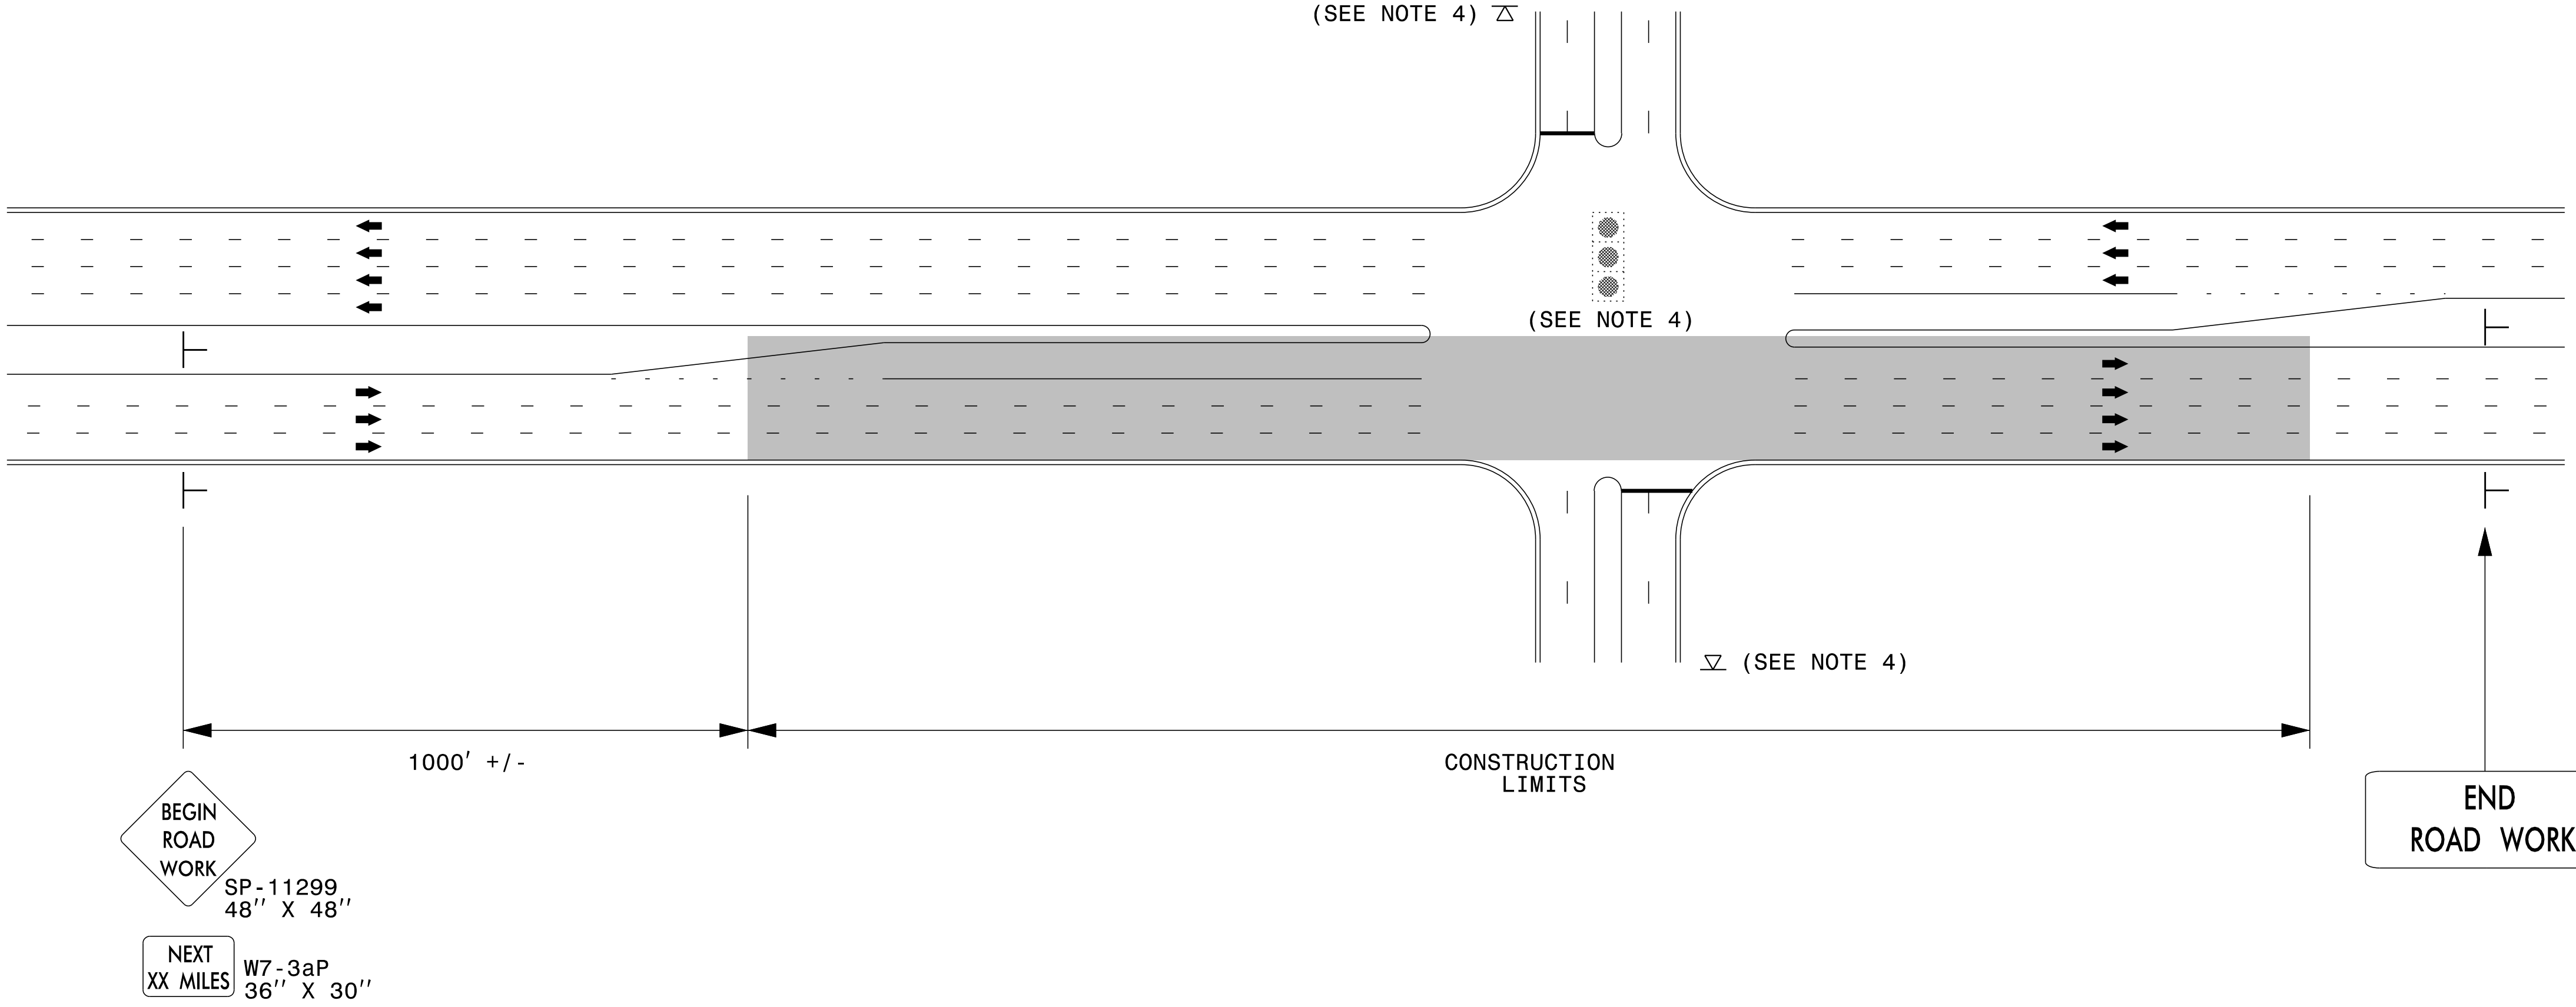 (SEE NOTE 4)
(SEE NOTE 4)
(SEE NOTE 4)
1000' +/-
CONSTRUCTION
LIMITS
BEGIN
ROAD
WORK
SP-11299
48'' X 48''
NEXT
XX MILES
W7-3aP
36'' X 30''
END
ROAD WORK